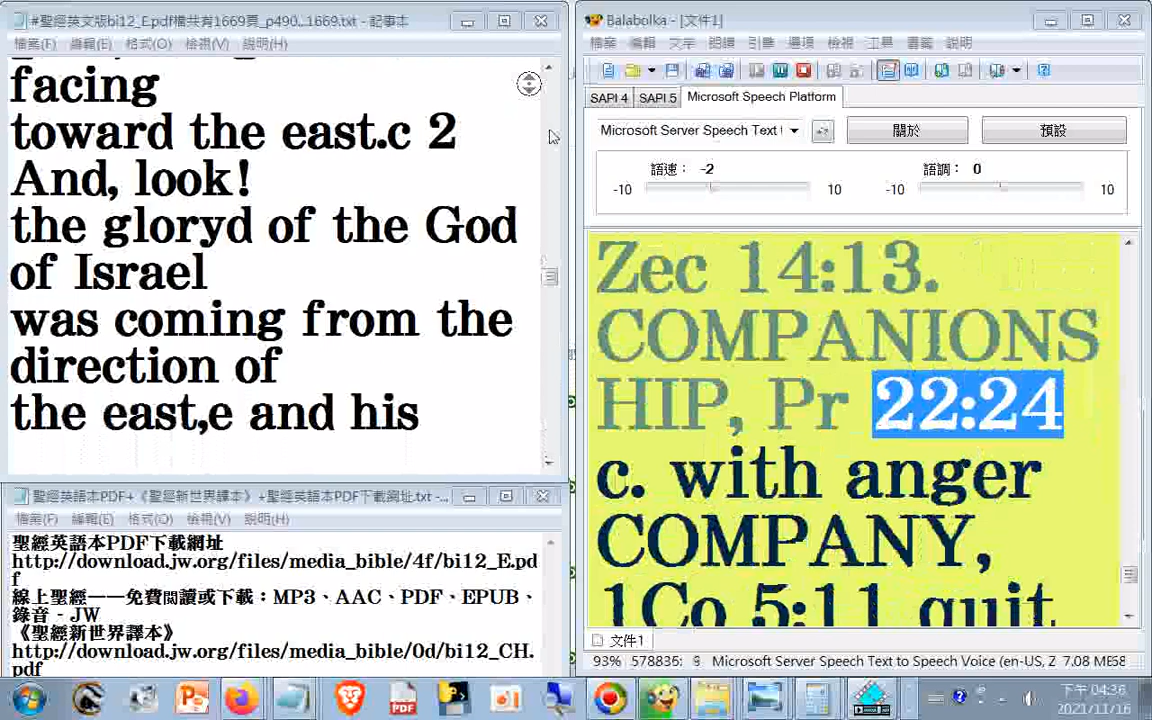 #聖經英文版bi12_E.pdf檔共有1669頁_p490...1669.txt - 記事本
檔案(F) 編輯(E) 格式(O) 檢視(V) 說明(H)
facing
toward the east.c 2
And, look!
the gloryd of the God
of Israel
was coming from the
direction of
the east,e and his
聖經英語本PDF+《聖經新世界譯本》+聖經英語本PDF下載網址.txt - ...
檔案(F) 編輯(E) 格式(O) 檢視(V) 說明(H)
聖經英語本PDF下載網址
http://download.jw.org/files/media_bible/4f/bi12_E.pd
f
線上聖經——免費閱讀或下載：MP3、AAC、PDF、EPUB、
錄音 - JW
《聖經新世界譯本》
http://download.jw.org/files/media_bible/0d/bi12_CH.
pdf
Balabolka - [文件1]
檔案 編輯 文字 朗讀 引擎 選項 檢視 工具 書籤 說明
SAPI 4 SAPI 5 Microsoft Speech Platform
Microsoft Server Speech Text 關於 預設
語速： -2 語調： 0
-10 10 -10 10
Zec 14:13.
COMPANIONS
HIP, Pr 22:24
c. with anger
COMPANY,
1Co 5:11 quit
文件1
93% 578835: Microsoft Server Speech Text to Speech Voice (en-US, Z 7.08 ME
下午 04:36
2021/11/16